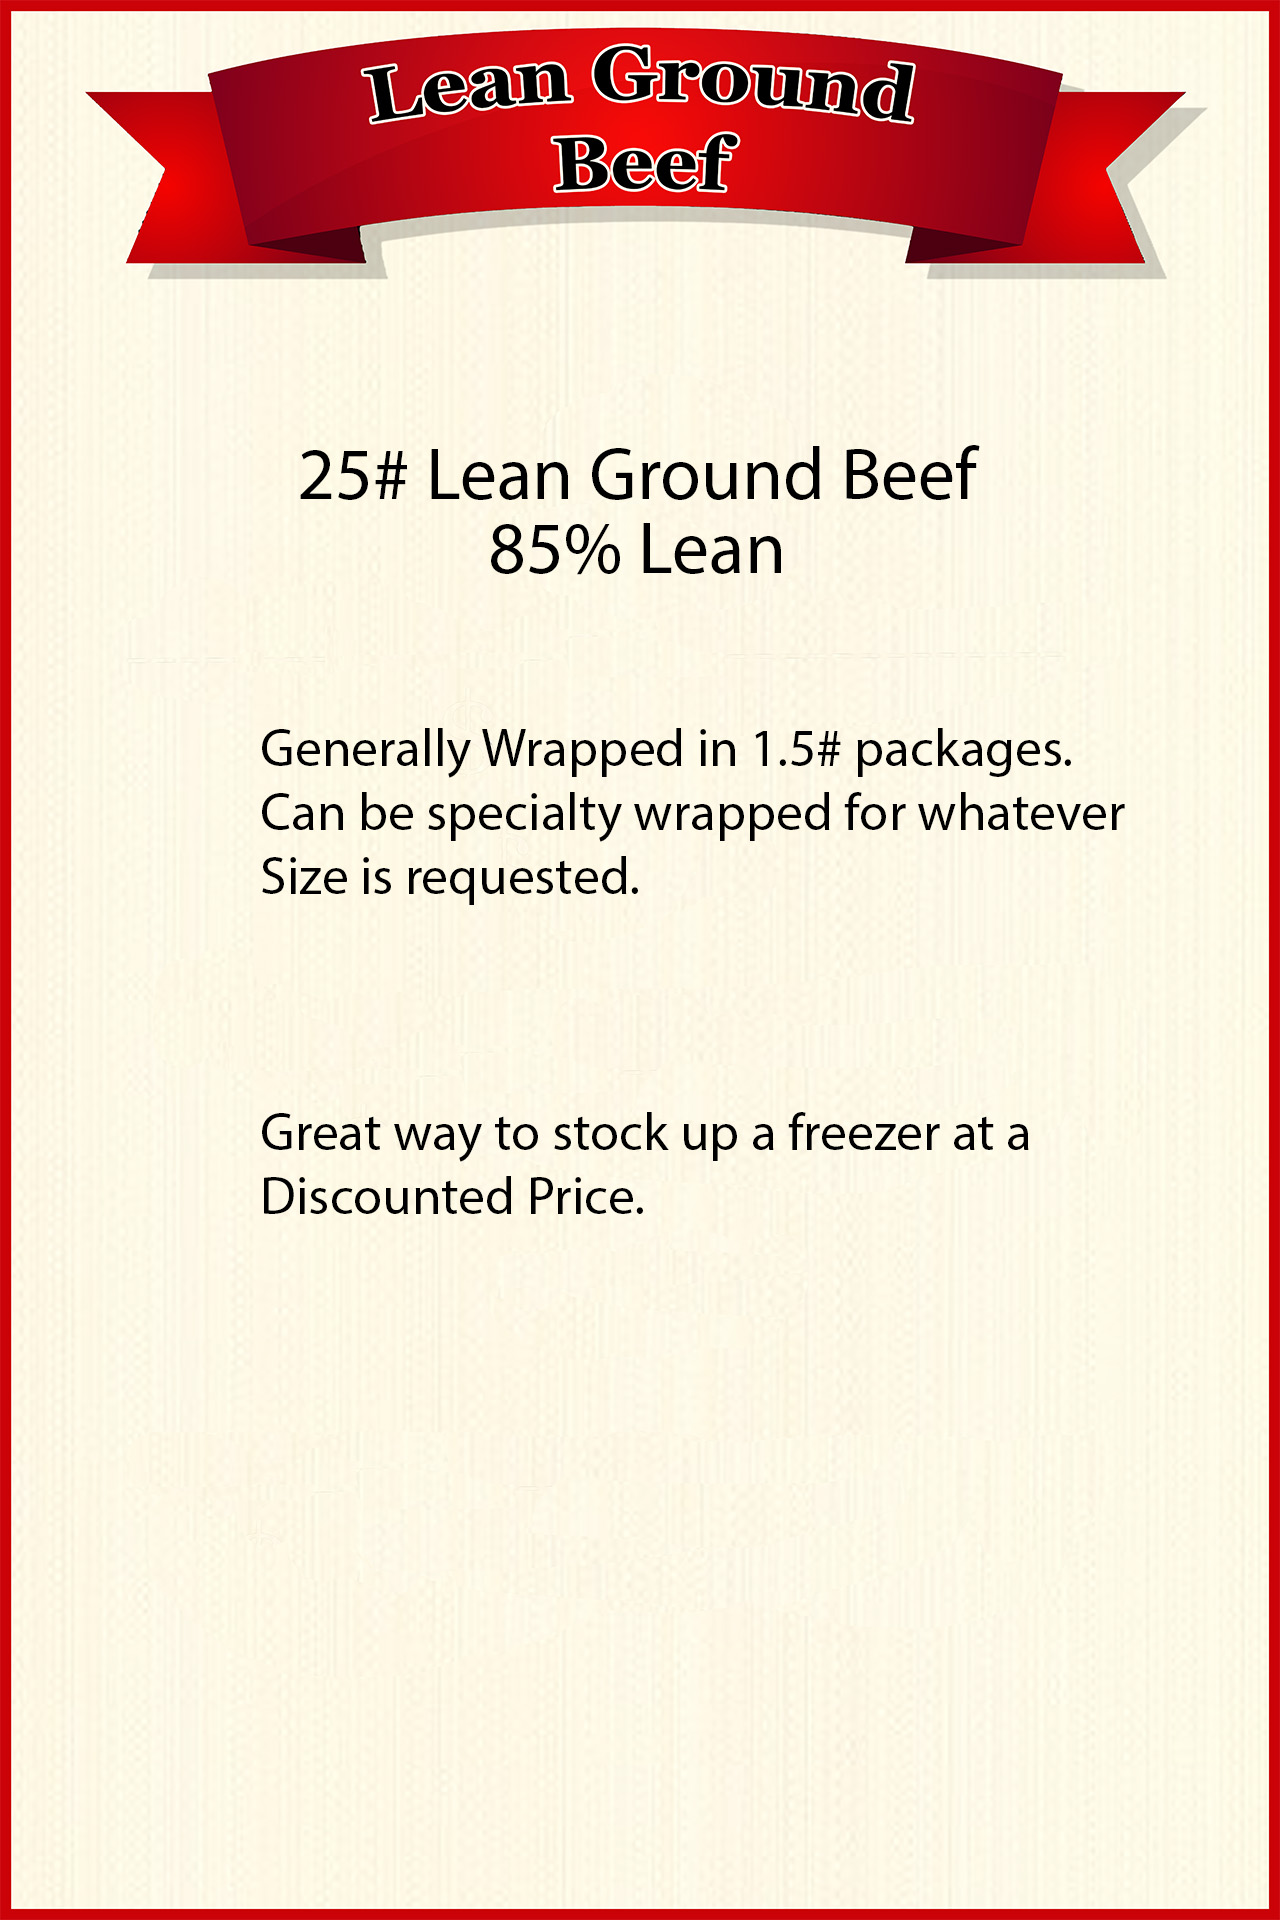 Lean Ground
Beef
25# Lean Ground Beef
85% Lean
Generally Wrapped in 1.5# packages.
Can be specialty wrapped for whatever
Size is requested.
Great way to stock up a freezer at a
Discounted Price.